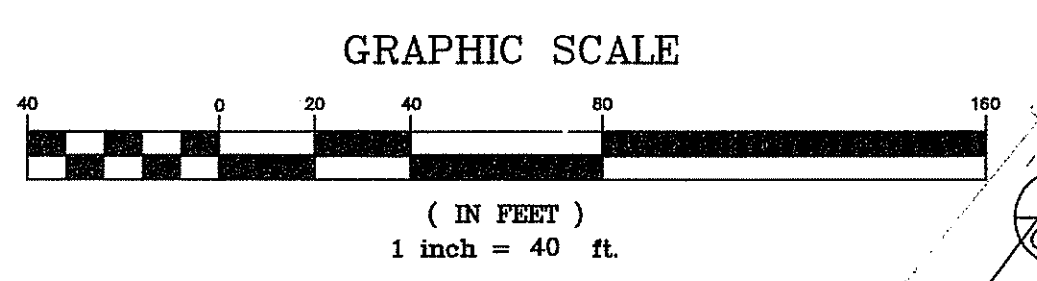 GRAPHIC SCALE
40 0 20 40 80 160
( IN FEET )
1 inch = 40 ft.